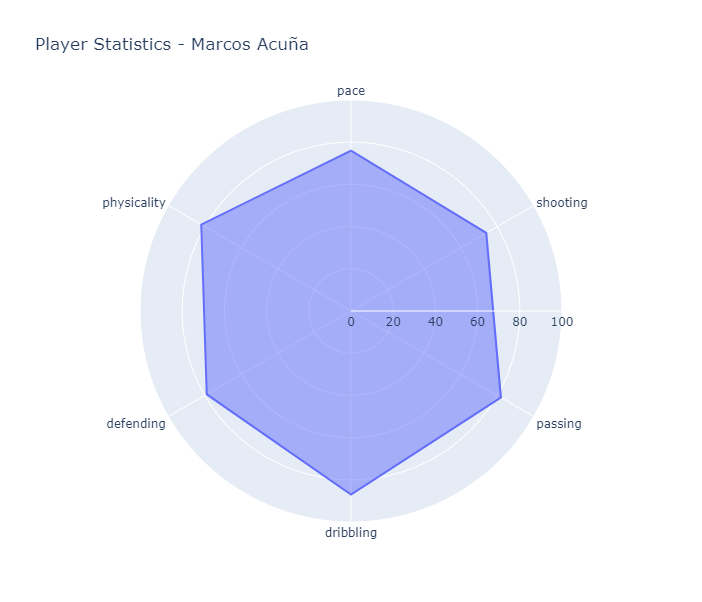 Player Statistics - Marcos Acuña
pace
physicality
shooting
0 20 40 60 80 100
defending
passing
dribbling